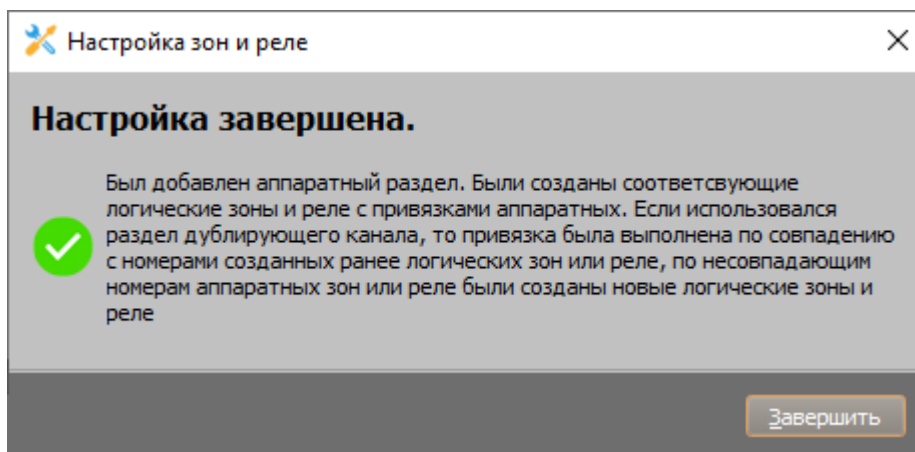 Настройка зон и реле
Настройка завершена.
Был добавлен аппаратный раздел. Были созданы соответсвующие
логические зоны и реле с привязками аппаратных. Если использовался
раздел дублирующего канала, то привязка была выполнена по совпадению
с номерами созданных ранее логических зон или реле, по несовпадающим
номерам аппаратных зон или реле были созданы новые логические зоны и
реле
Завершить